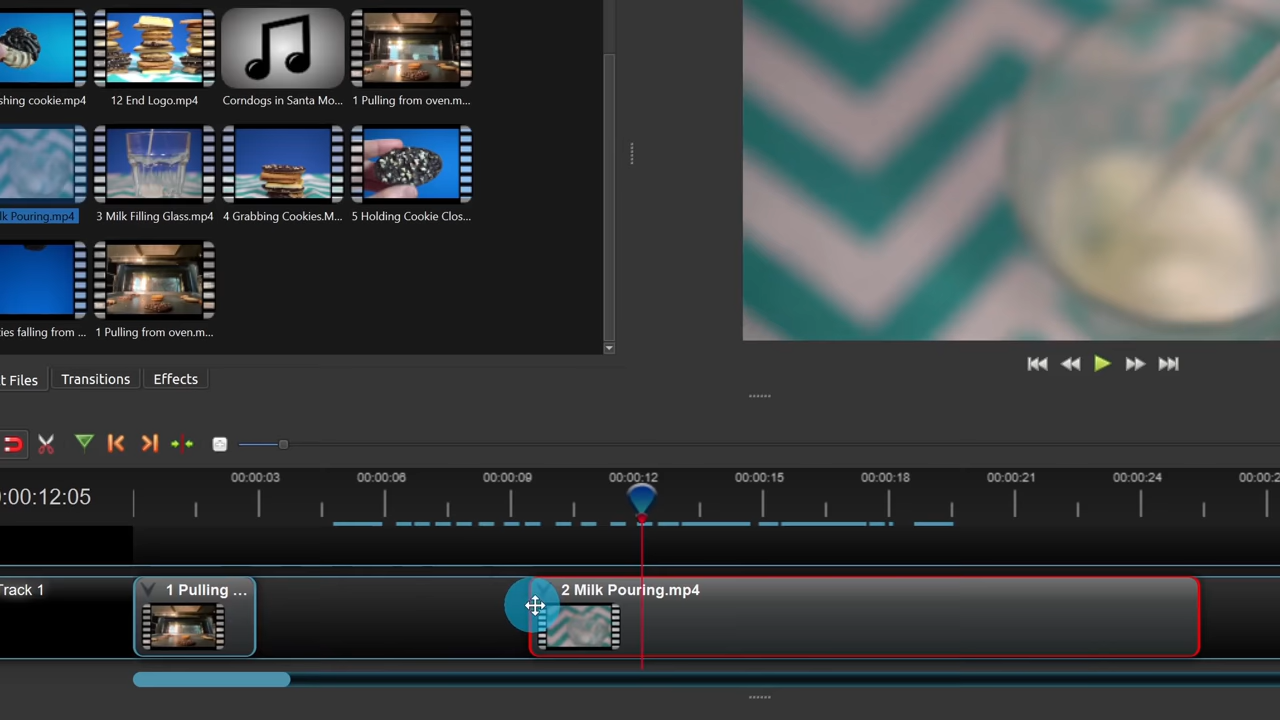 shing cookie.mp4
12 End Logo.mp4
Corndogs in Santa Mo...
1 Pulling from oven.m...
lk Pouring.mp4
3 Milk Filling Glass.mp4
4 Grabbing Cookies.M...
5 Holding Cookie Clos...
ies falling from ...
1 Pulling from oven.m...
t Files
Transitions
Effects
00:00:03
00:00:06
00:00:09
00:00:12
00:00:15
00:00:18
00:00:21
00:00:24
00:00:2
:00:12:05
Track 1
1 Pulling ...
2 Milk Pouring.mp4